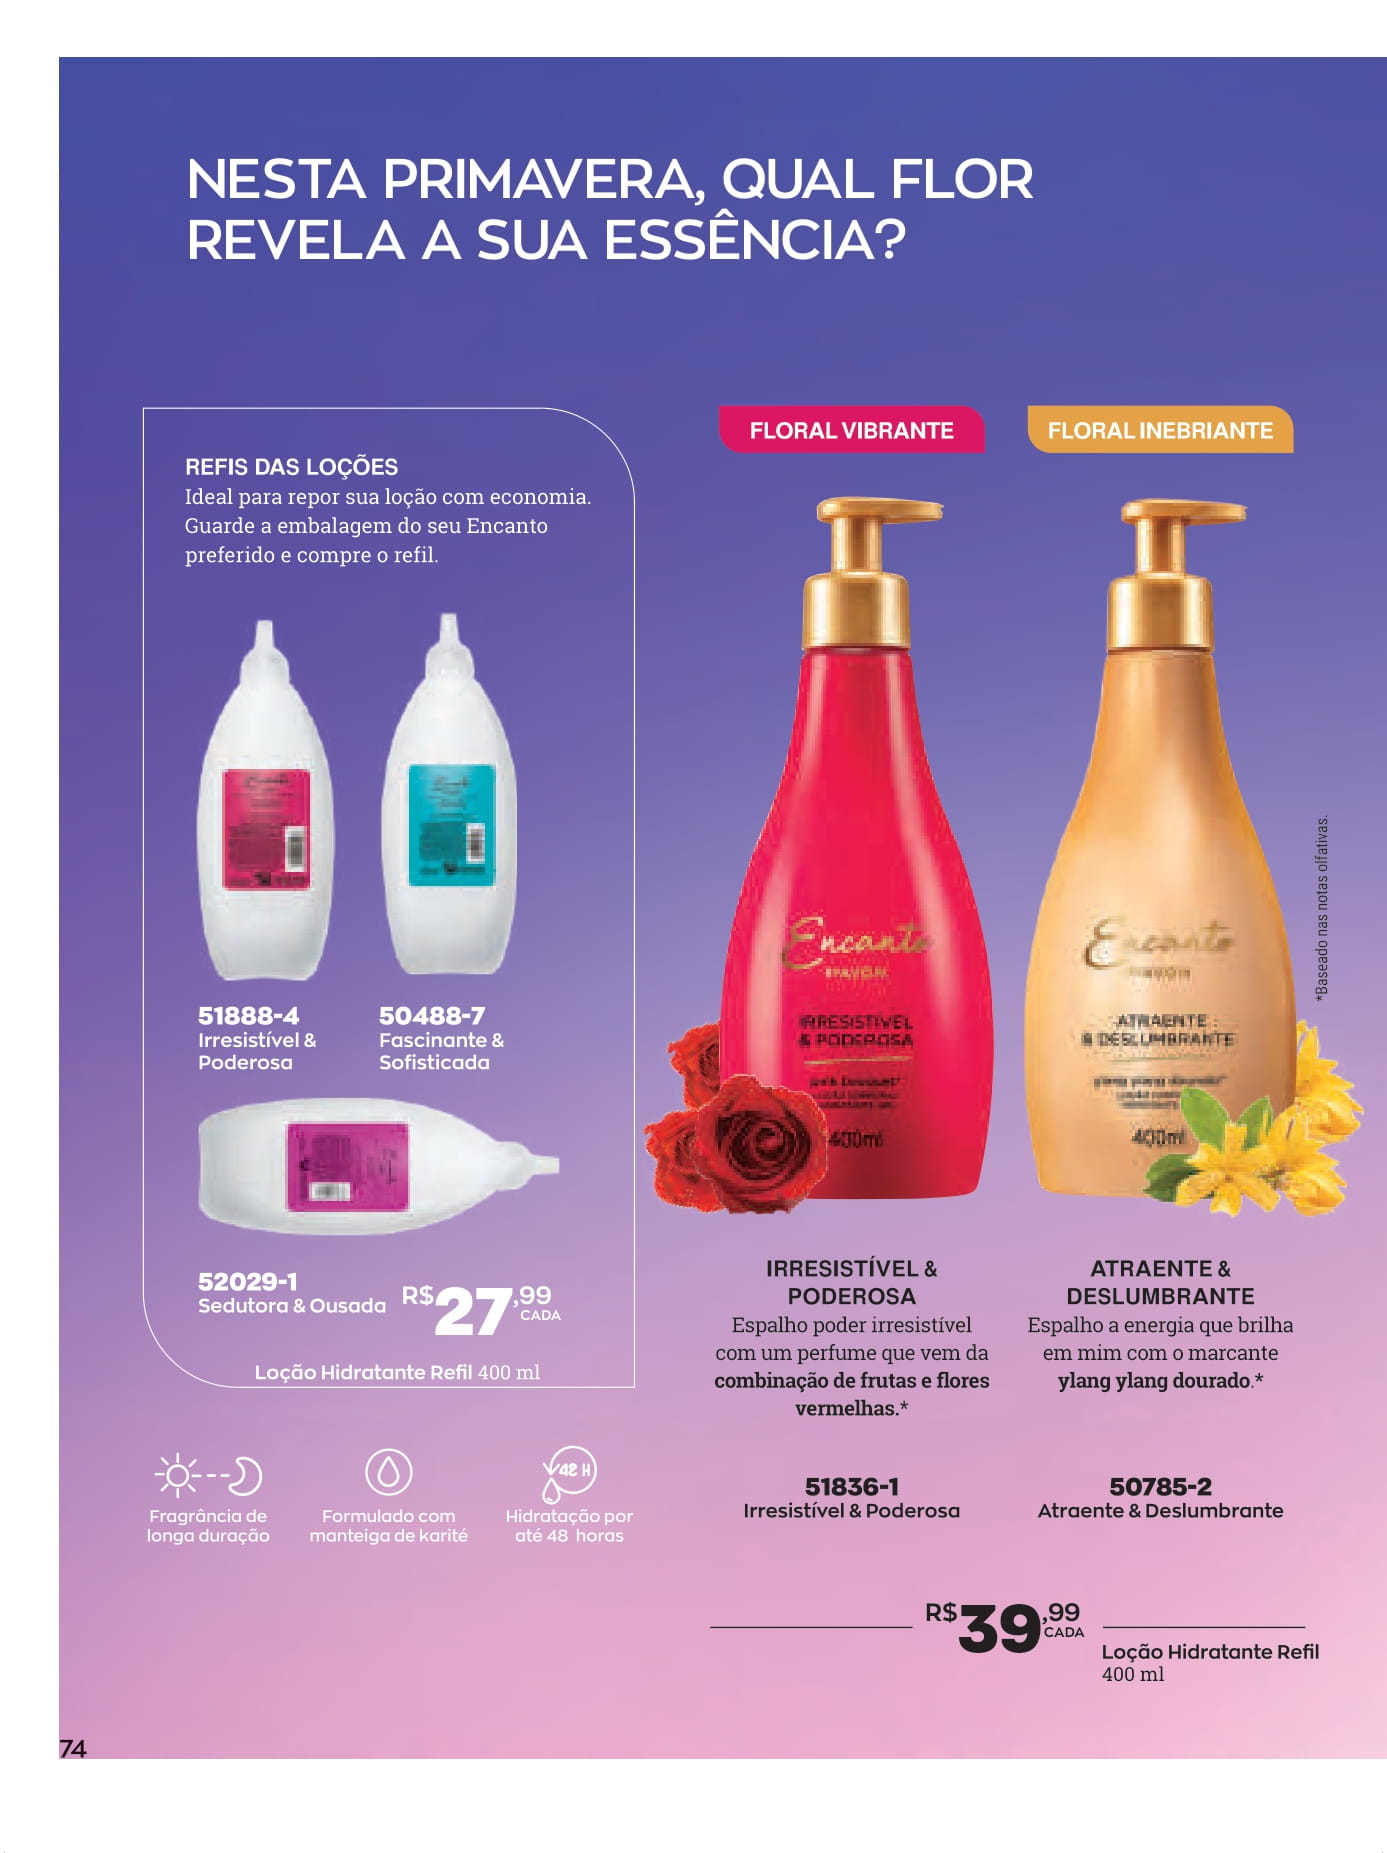 NESTA PRIMAVERA, QUAL FLOR
REVELA A SUA ESSÊNCIA?
REFIS DAS LOÇÕES
Ideal para repor sua loção com economia.
Guarde a embalagem do seu Encanto
preferido e compre o refil.
51888-4
Irresistível &
Poderosa
50488-7
Fascinante &
Sofisticada
52029-1
Sedutora & Ousada
R$27,99
CADA
Loção Hidratante Refil 400 ml
Fragrância de
longa duração
Formulado com
manteiga de karité
48 H
Hidratação por
até 48 horas
FLORAL VIBRANTE
Encanto
AVON
IRRESISTÍVEL
& PODEROSA
400ml
IRRESISTÍVEL &
PODEROSA
Espalho poder irresistível
com um perfume que vem da
combinação de frutas e flores
vermelhas.*
51836-1
Irresistível & Poderosa
FLORAL INEBRIANTE
Encanto
AVON
ATRAENTE
& DESLUMBRANTE
ylang ylang dourado*
400ml
ATRAENTE &
DESLUMBRANTE
Espalho a energia que brilha
em mim com o marcante
ylang ylang dourado.*
50785-2
Atraente & Deslumbrante
R$39,99
CADA
Loção Hidratante Refil
400 ml
*Baseado nas notas olfativas.
74